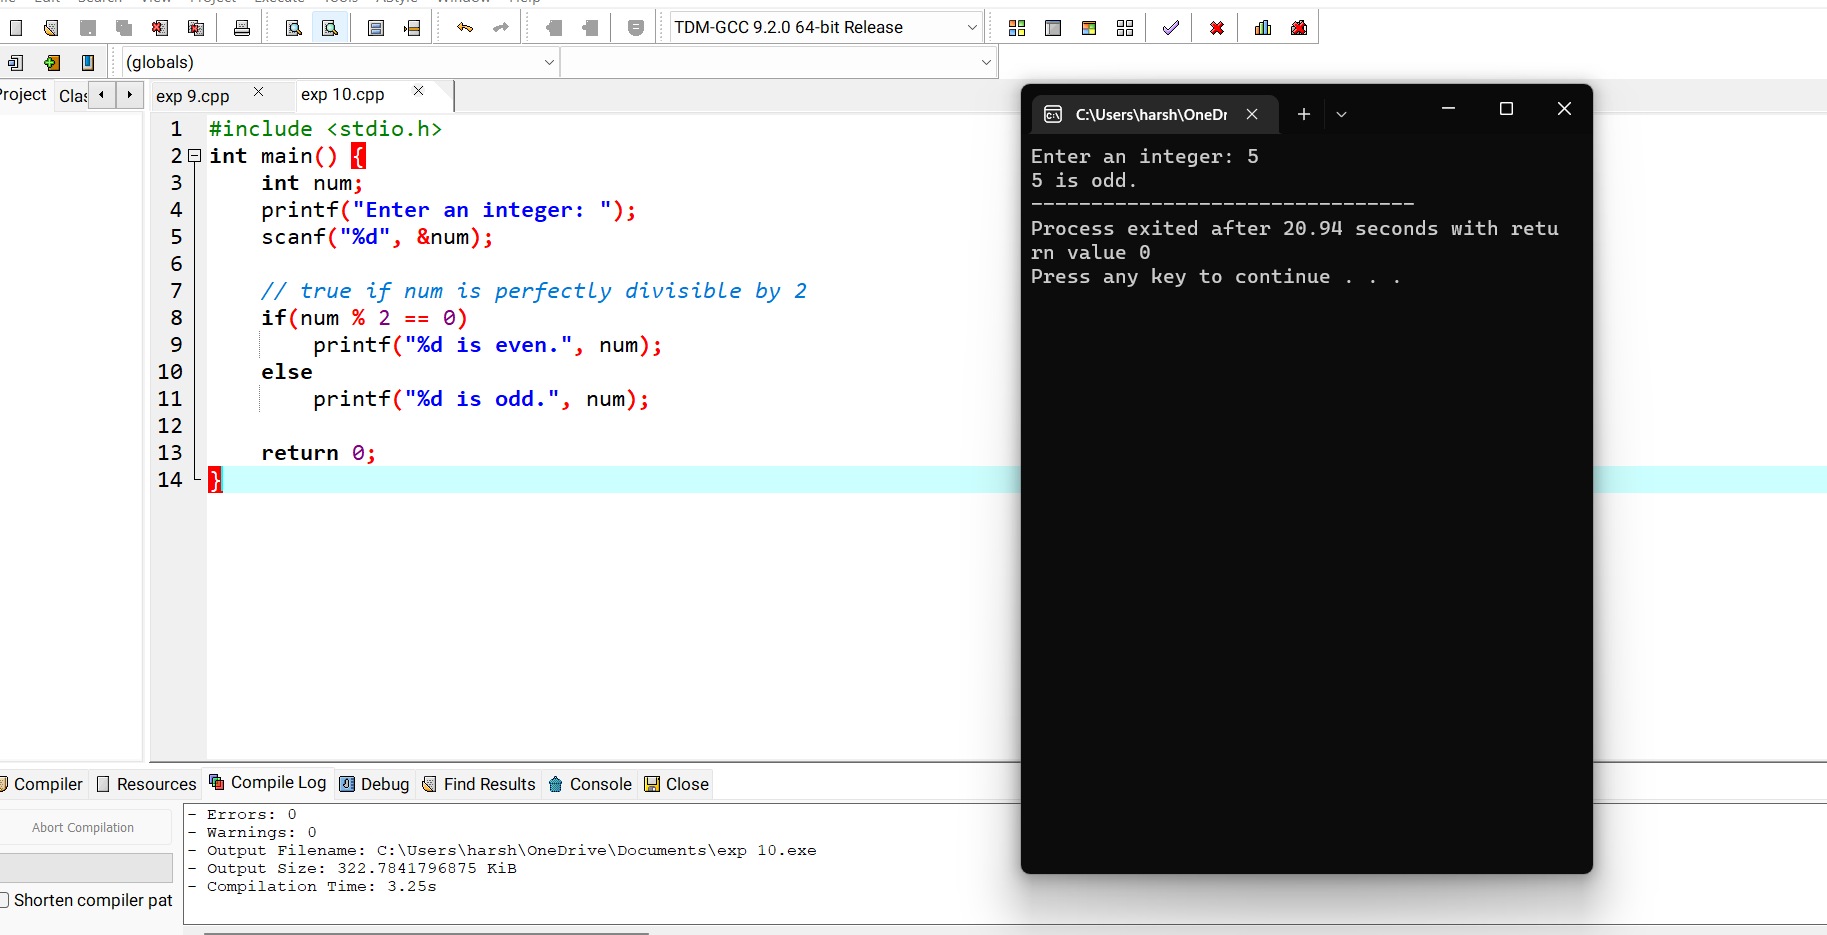 TDM-GCC 9.2.0 64-bit Release
(globals)
Project
exp 9.cpp
exp 10.cpp
1 #include <stdio.h>
2 int main() {
3 int num;
4 printf("Enter an integer: ");
5 scanf("%d", &num);
6
7 // true if num is perfectly divisible by 2
8 if(num % 2 == 0)
9 printf("%d is even.", num);
10 else
11 printf("%d is odd.", num);
12
13 return 0;
14 }
C:\Users\harsh\OneDr
Enter an integer: 5
5 is odd.
--------------------------------
Process exited after 20.94 seconds with retu
rn value 0
Press any key to continue . . .
Compiler Resources Compile Log Debug Find Results Console Close
Abort Compilation
Shorten compiler pat
- Errors: 0
- Warnings: 0
- Output Filename: C:\Users\harsh\OneDrive\Documents\exp 10.exe
- Output Size: 322.7841796875 KiB
- Compilation Time: 3.25s